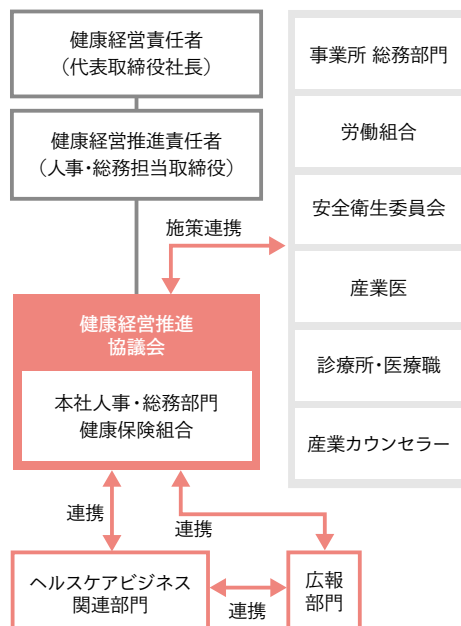 健康経営責任者
（代表取締役社長）
健康経営推進責任者
（人事・総務担当取締役）
施策連携
健康経営推進
協議会
本社人事・総務部門
健康保険組合
事業所 総務部門
労働組合
安全衛生委員会
産業医
診療所・医療職
産業カウンセラー
連携
連携
ヘルスケアビジネス
関連部門
連携
広報
部門